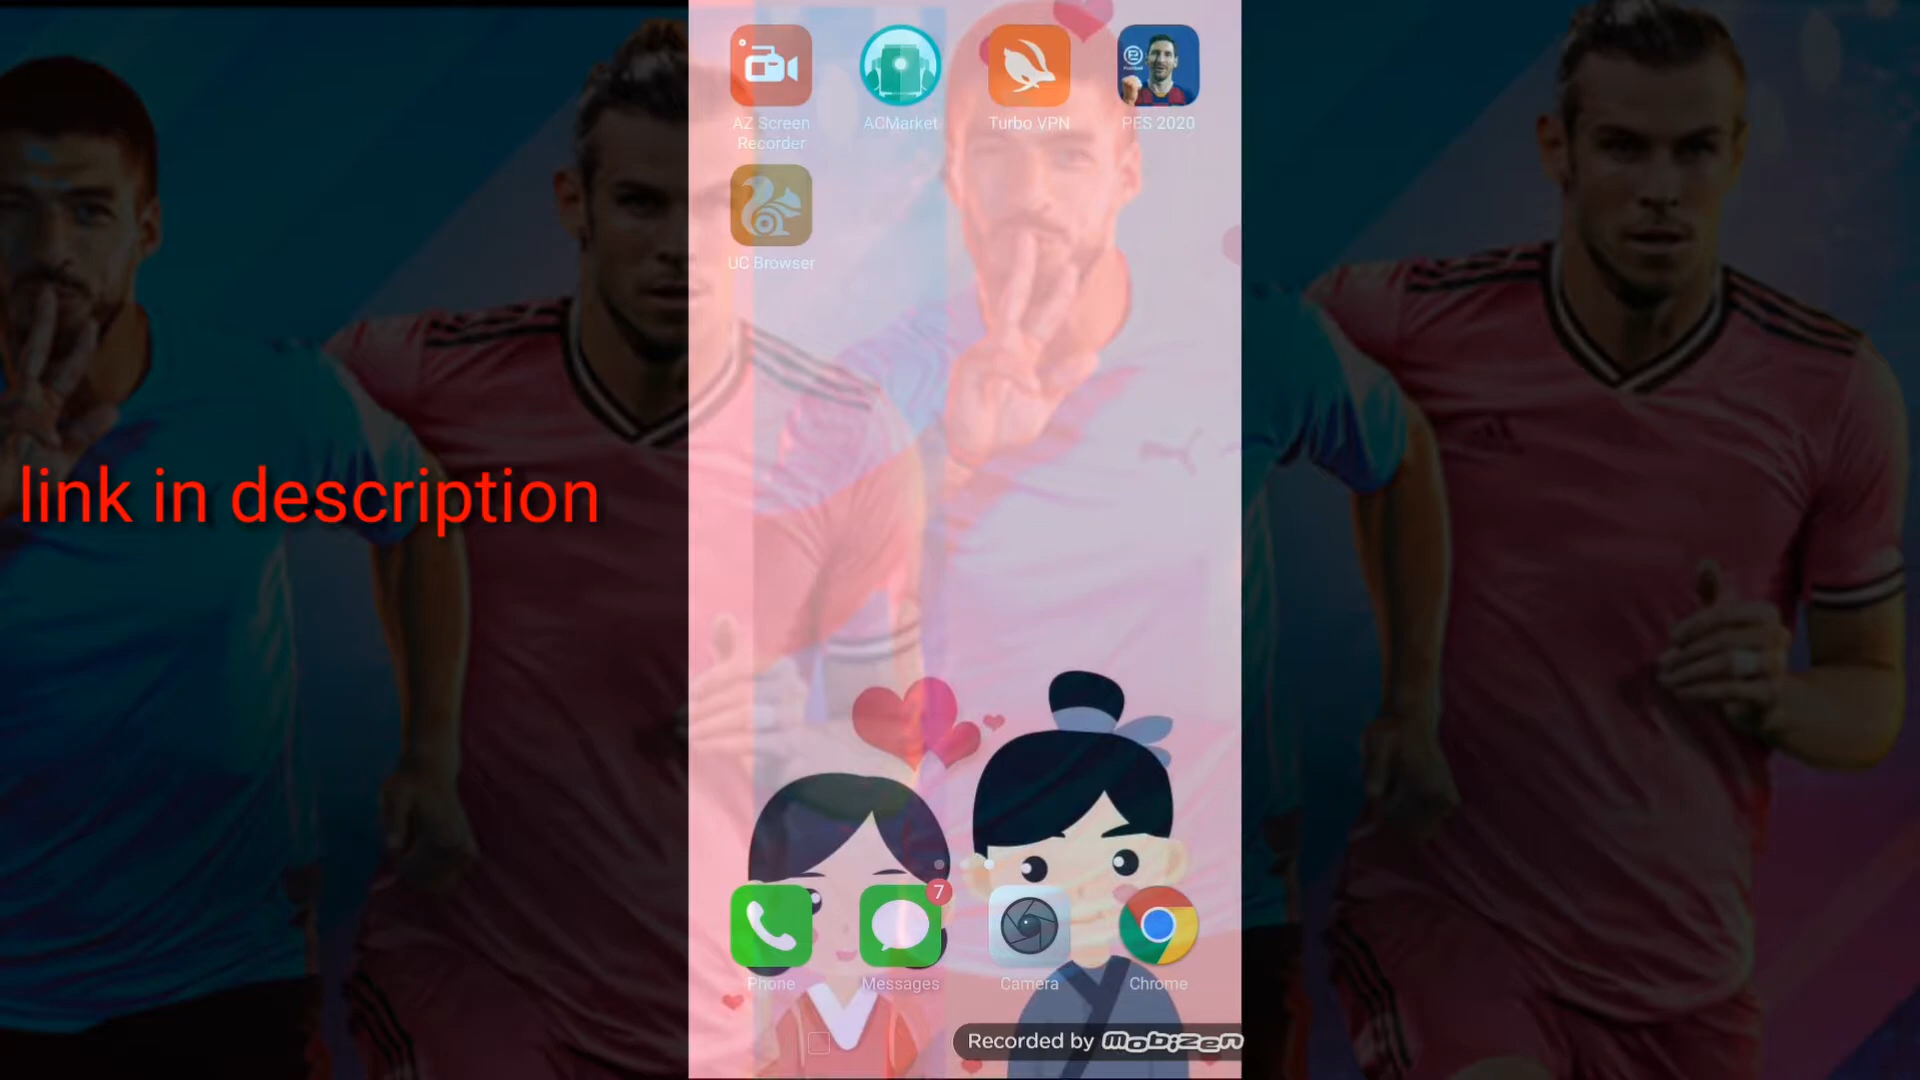 AZ Screen
Recorder
ACMarket
Turbo VPN
PES 2020
UC Browser
link in description
7
Phone
Messages
Camera
Chrome
Recorded by Mobizen